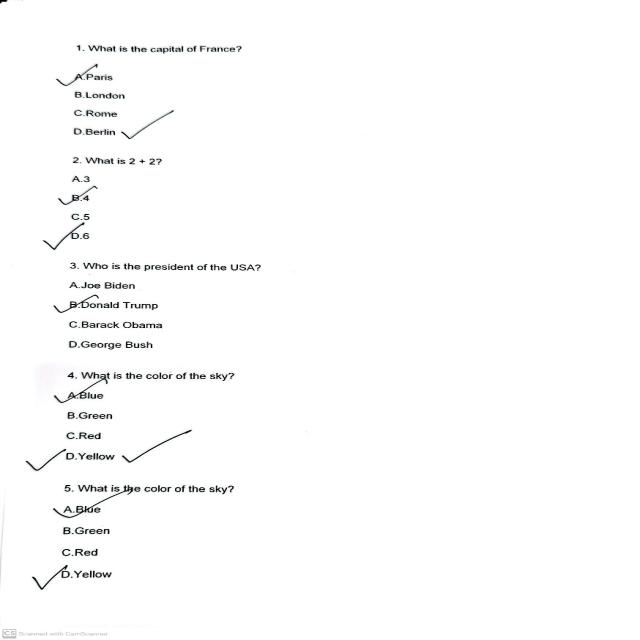 1. What is the capital of France?
A.Paris
B.London
C.Rome
D.Berlin
2. What is 2 + 2?
A.3
B.4
C.5
D.6
3. Who is the president of the USA?
A.Joe Biden
B.Donald Trump
C.Barack Obama
D.George Bush
4. What is the color of the sky?
A.Blue
B.Green
C.Red
D.Yellow
5. What is the color of the sky?
A.Blue
B.Green
C.Red
D.Yellow
CS Scanned with CamScanner